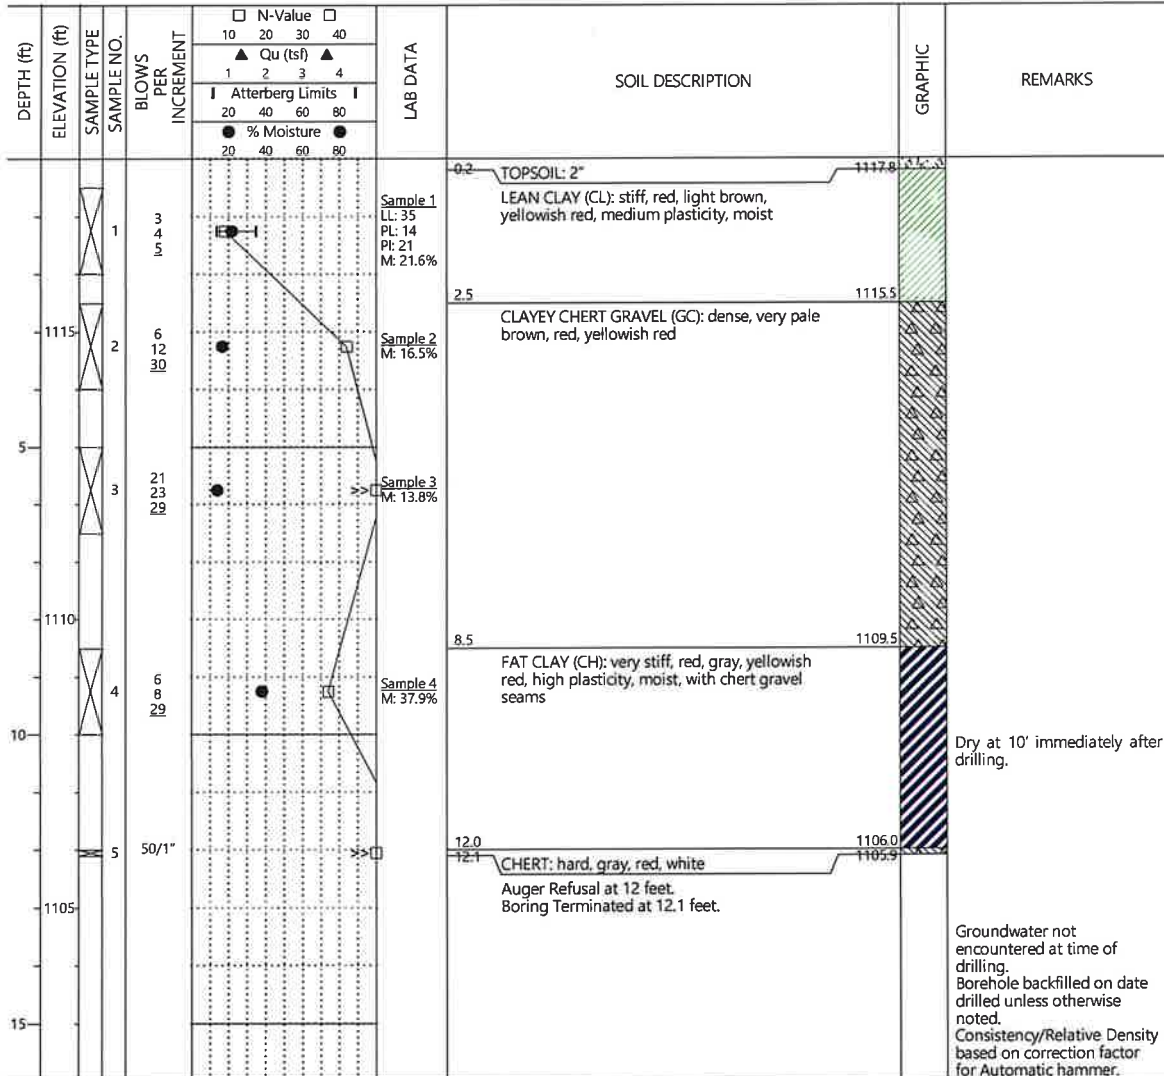 DEPTH (ft)
ELEVATION (ft)
SAMPLE TYPE
SAMPLE NO.
BLOWS
PER
INCREMENT
N-Value
10 20 30 40
Qu (tsf)
1 2 3 4
Atterberg Limits
20 40 60 80
% Moisture
20 40 60 80
LAB DATA
SOIL DESCRIPTION
GRAPHIC
REMARKS
0.2
TOPSOIL: 2"
1117.8
1
3
4
5
Sample 1
LL: 35
PL: 14
PI: 21
M: 21.6%
LEAN CLAY (CL): stiff, red, light brown,
yellowish red, medium plasticity, moist
2.5
1115.5
1115
2
6
12
30
Sample 2
M: 16.5%
CLAYEY CHERT GRAVEL (GC): dense, very pale
brown, red, yellowish red
5
3
21
23
29
>>
Sample 3
M: 13.8%
1110
8.5
1109.5
4
6
8
29
Sample 4
M: 37.9%
FAT CLAY (CH): very stiff, red, gray, yellowish
red, high plasticity, moist, with chert gravel
seams
10
Dry at 10' immediately after
drilling.
5
50/1"
>>
12.0
1106.0
12.1
CHERT: hard, gray, red, white
1105.9
Auger Refusal at 12 feet.
Boring Terminated at 12.1 feet.
1105
15
Groundwater not
encountered at time of
drilling.
Borehole backfilled on date
drilled unless otherwise
noted.
Consistency/Relative Density
based on correction factor
for Automatic hammer.